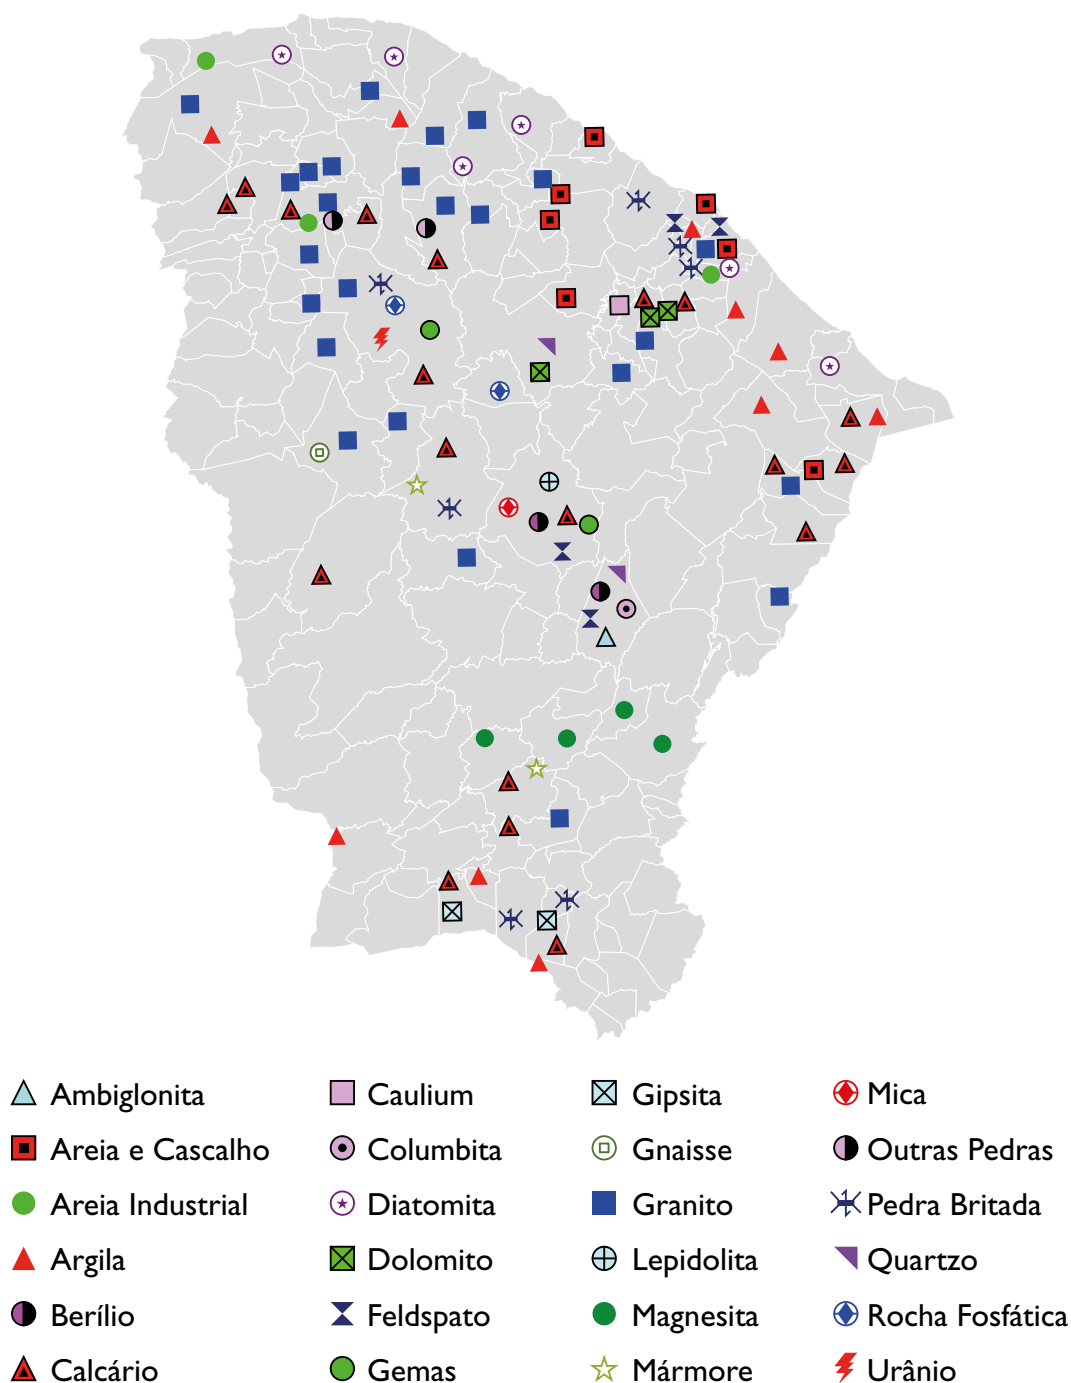 Ambiglonita
Caulium
Gipsita
Mica
Areia e Cascalho
Columbita
Gnaisse
Outras Pedras
Areia Industrial
Diatomita
Granito
Pedra Britada
Argila
Dolomito
Lepidolita
Quartzo
Berílio
Feldspato
Magnesita
Rocha Fosfática
Calcário
Gemas
Mármore
Urânio